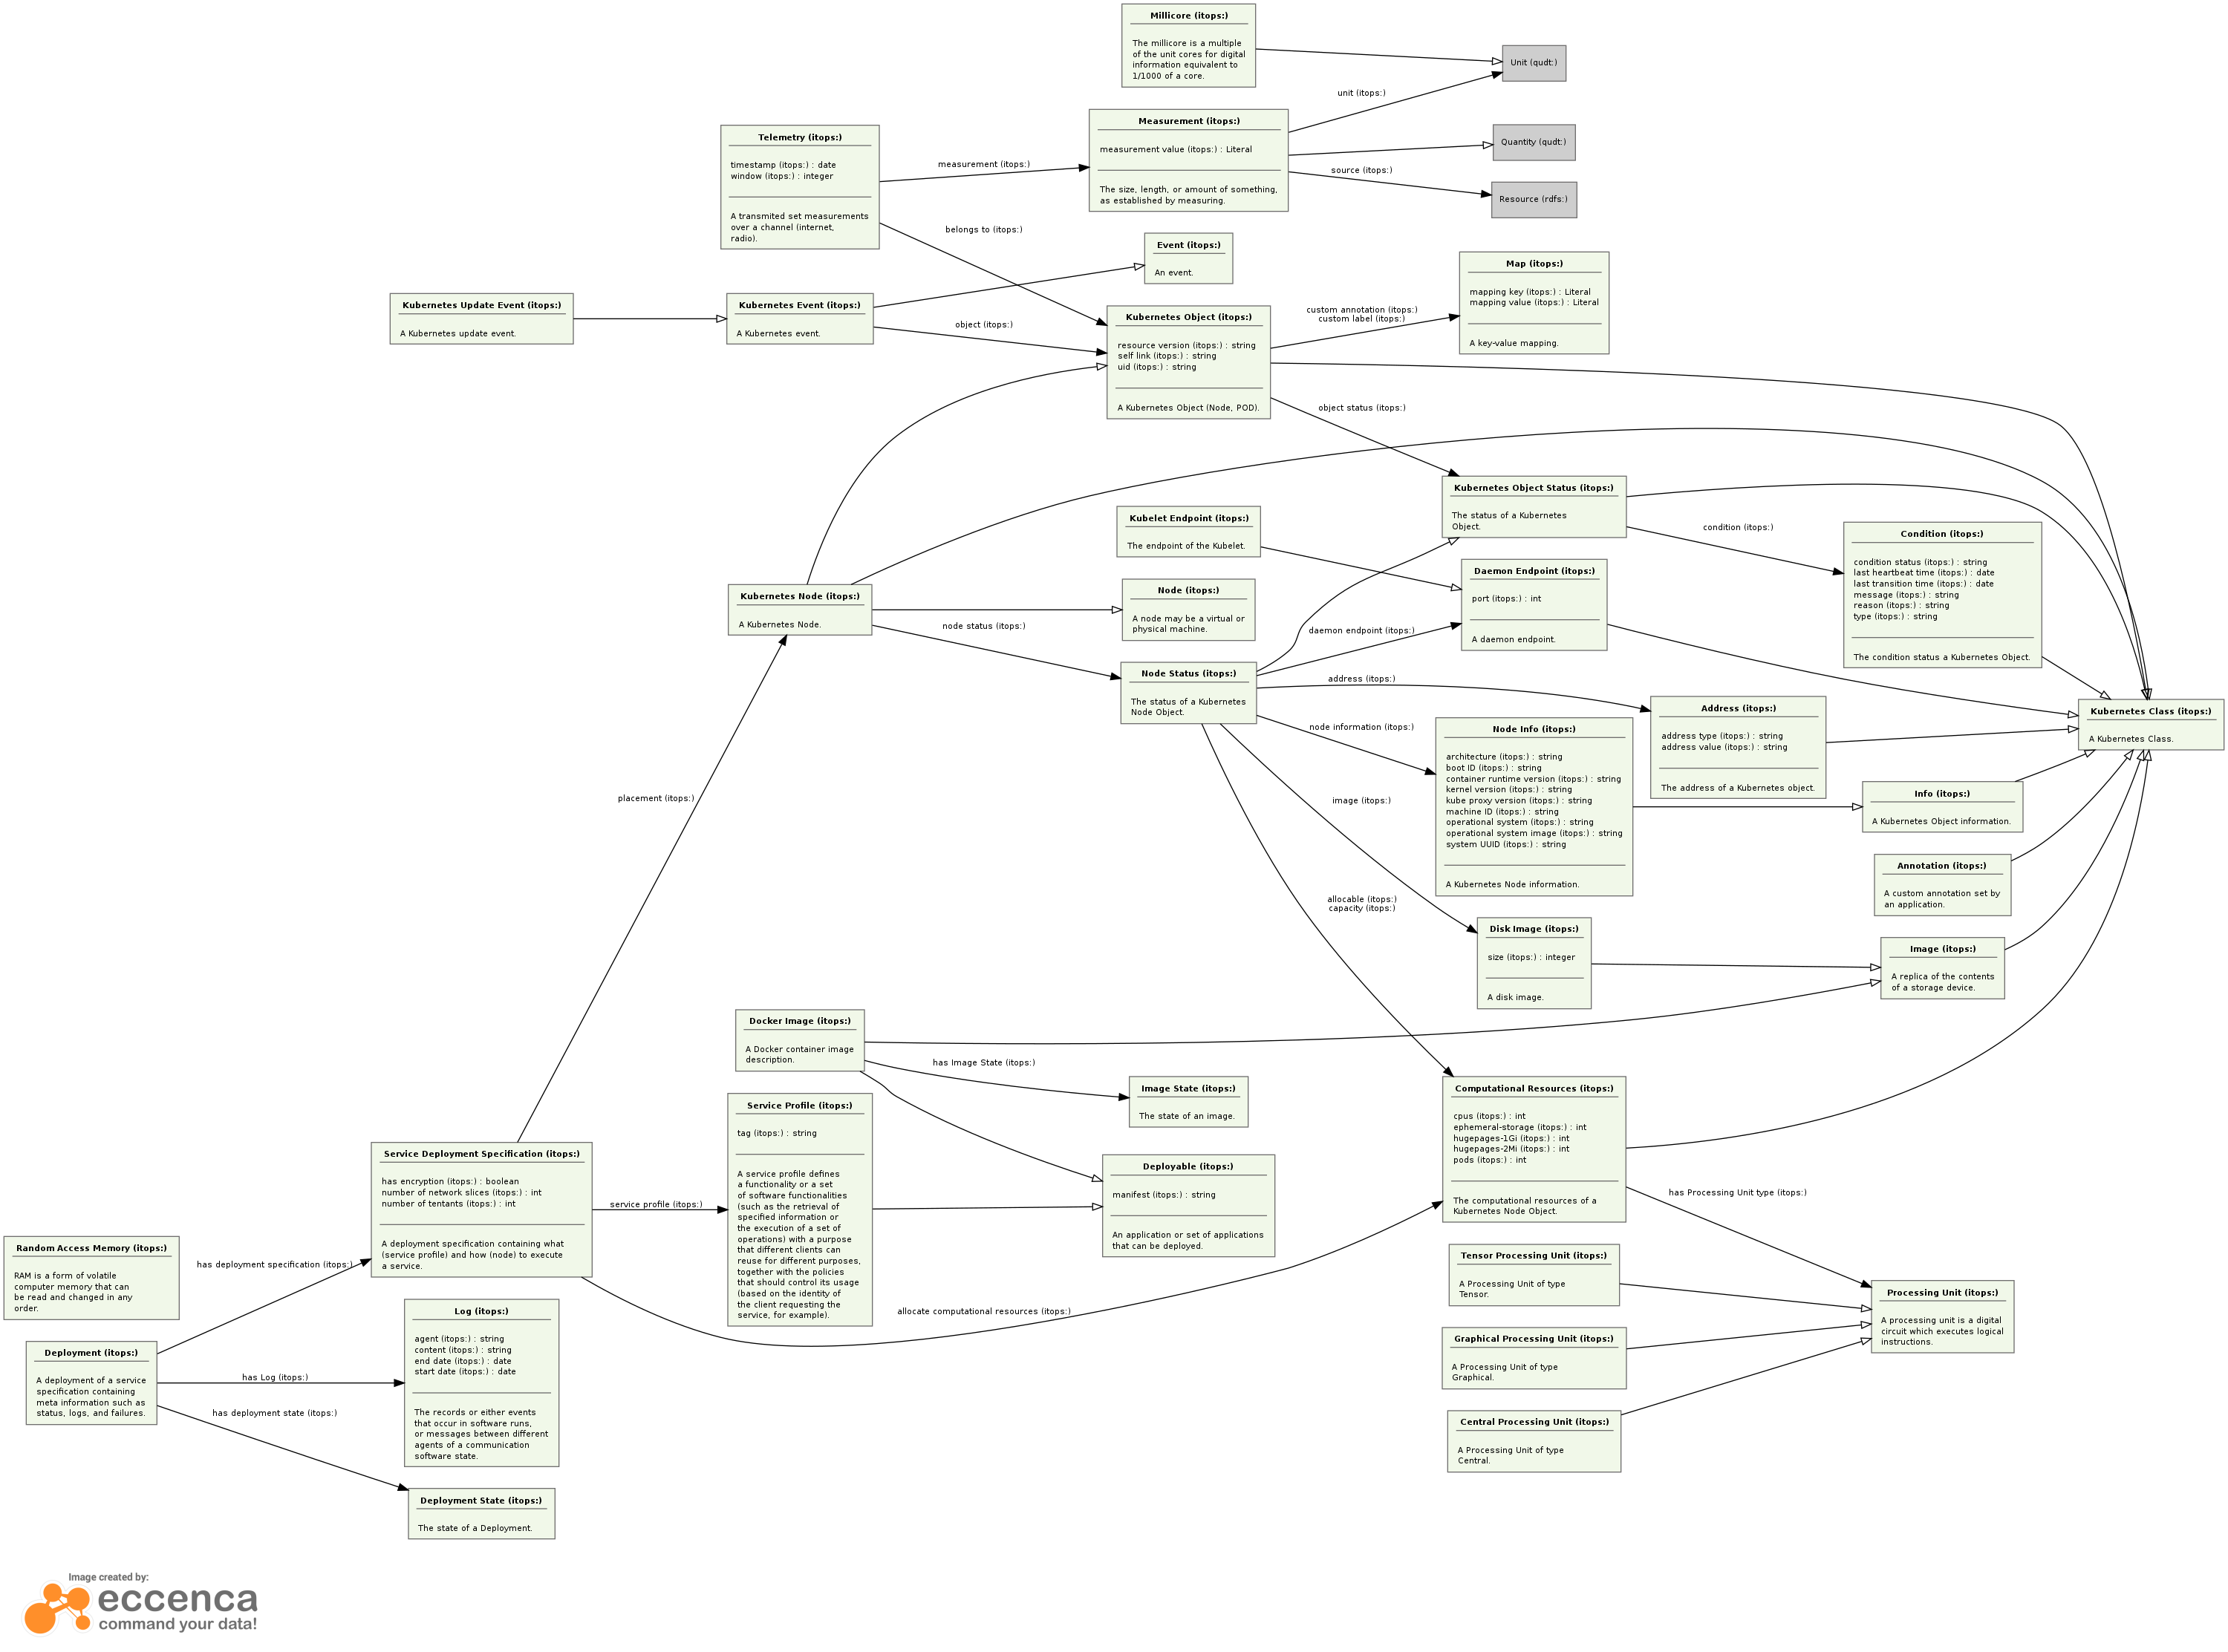 Millicore (itops:)
The millicore is a multiple
of the unit cores for digital
information equivalent to
1/1000 of a core.
Unit (qudt:)
unit (itops:)
Telemetry (itops:)
timestamp (itops:) : date
window (itops:) : integer
A transmited set measurements
over a channel (internet,
radio).
measurement (itops:)
belongs to (itops:)
Measurement (itops:)
measurement value (itops:) : Literal
The size, length, or amount of something,
as established by measuring.
Quantity (qudt:)
source (itops:)
Resource (rdfs:)
Event (itops:)
An event.
Kubernetes Update Event (itops:)
A Kubernetes update event.
Kubernetes Event (itops:)
A Kubernetes event.
object (itops:)
Kubernetes Object (itops:)
resource version (itops:) : string
self link (itops:) : string
uid (itops:) : string
A Kubernetes Object (Node, POD).
custom annotation (itops:)
custom label (itops:)
Map (itops:)
mapping key (itops:) : Literal
mapping value (itops:) : Literal
A key-value mapping.
object status (itops:)
Kubernetes Object Status (itops:)
The status of a Kubernetes
Object.
condition (itops:)
Condition (itops:)
condition status (itops:) : string
last heartbeat time (itops:) : date
last transition time (itops:) : date
message (itops:) : string
reason (itops:) : string
type (itops:) : string
The condition status a Kubernetes Object.
Kubelet Endpoint (itops:)
The endpoint of the Kubelet.
Daemon Endpoint (itops:)
port (itops:) : int
A daemon endpoint.
Kubernetes Node (itops:)
A Kubernetes Node.
Node (itops:)
A node may be a virtual or
physical machine.
node status (itops:)
daemon endpoint (itops:)
Node Status (itops:)
The status of a Kubernetes
Node Object.
address (itops:)
node information (itops:)
Address (itops:)
address type (itops:) : string
address value (itops:) : string
The address of a Kubernetes object.
Kubernetes Class (itops:)
A Kubernetes Class.
Node Info (itops:)
architecture (itops:) : string
boot ID (itops:) : string
container runtime version (itops:) : string
kernel version (itops:) : string
kube proxy version (itops:) : string
machine ID (itops:) : string
operational system (itops:) : string
operational system image (itops:) : string
system UUID (itops:) : string
A Kubernetes Node information.
Info (itops:)
A Kubernetes Object information.
placement (itops:)
image (itops:)
Annotation (itops:)
A custom annotation set by
an application.
allocable (itops:)
capacity (itops:)
Disk Image (itops:)
size (itops:) : integer
A disk image.
Image (itops:)
A replica of the contents
of a storage device.
Docker Image (itops:)
A Docker container image
description.
has Image State (itops:)
Image State (itops:)
The state of an image.
Computational Resources (itops:)
cpus (itops:) : int
ephemeral-storage (itops:) : int
hugepages-1Gi (itops:) : int
hugepages-2Mi (itops:) : int
pods (itops:) : int
The computational resources of a
Kubernetes Node Object.
has Processing Unit type (itops:)
Service Profile (itops:)
tag (itops:) : string
A service profile defines
a functionality or a set
of software functionalities
(such as the retrieval of
specified information or
the execution of a set of
operations) with a purpose
that different clients can
reuse for different purposes,
together with the policies
that should control its usage
(based on the identity of
the client requesting the
service, for example).
Deployable (itops:)
manifest (itops:) : string
An application or set of applications
that can be deployed.
Service Deployment Specification (itops:)
has encryption (itops:) : boolean
number of network slices (itops:) : int
number of tentants (itops:) : int
A deployment specification containing what
(service profile) and how (node) to execute
a service.
service profile (itops:)
allocate computational resources (itops:)
Random Access Memory (itops:)
RAM is a form of volatile
computer memory that can
be read and changed in any
order.
has deployment specification (itops:)
Tensor Processing Unit (itops:)
A Processing Unit of type
Tensor.
Processing Unit (itops:)
A processing unit is a digital
circuit which executes logical
instructions.
Graphical Processing Unit (itops:)
A Processing Unit of type
Graphical.
Central Processing Unit (itops:)
A Processing Unit of type
Central.
Deployment (itops:)
A deployment of a service
specification containing
meta information such as
status, logs, and failures.
has Log (itops:)
has deployment state (itops:)
Log (itops:)
agent (itops:) : string
content (itops:) : string
end date (itops:) : date
start date (itops:) : date
The records or either events
that occur in software runs,
or messages between different
agents of a communication
software state.
Deployment State (itops:)
The state of a Deployment.
Image created by:
eccenca
command your data!